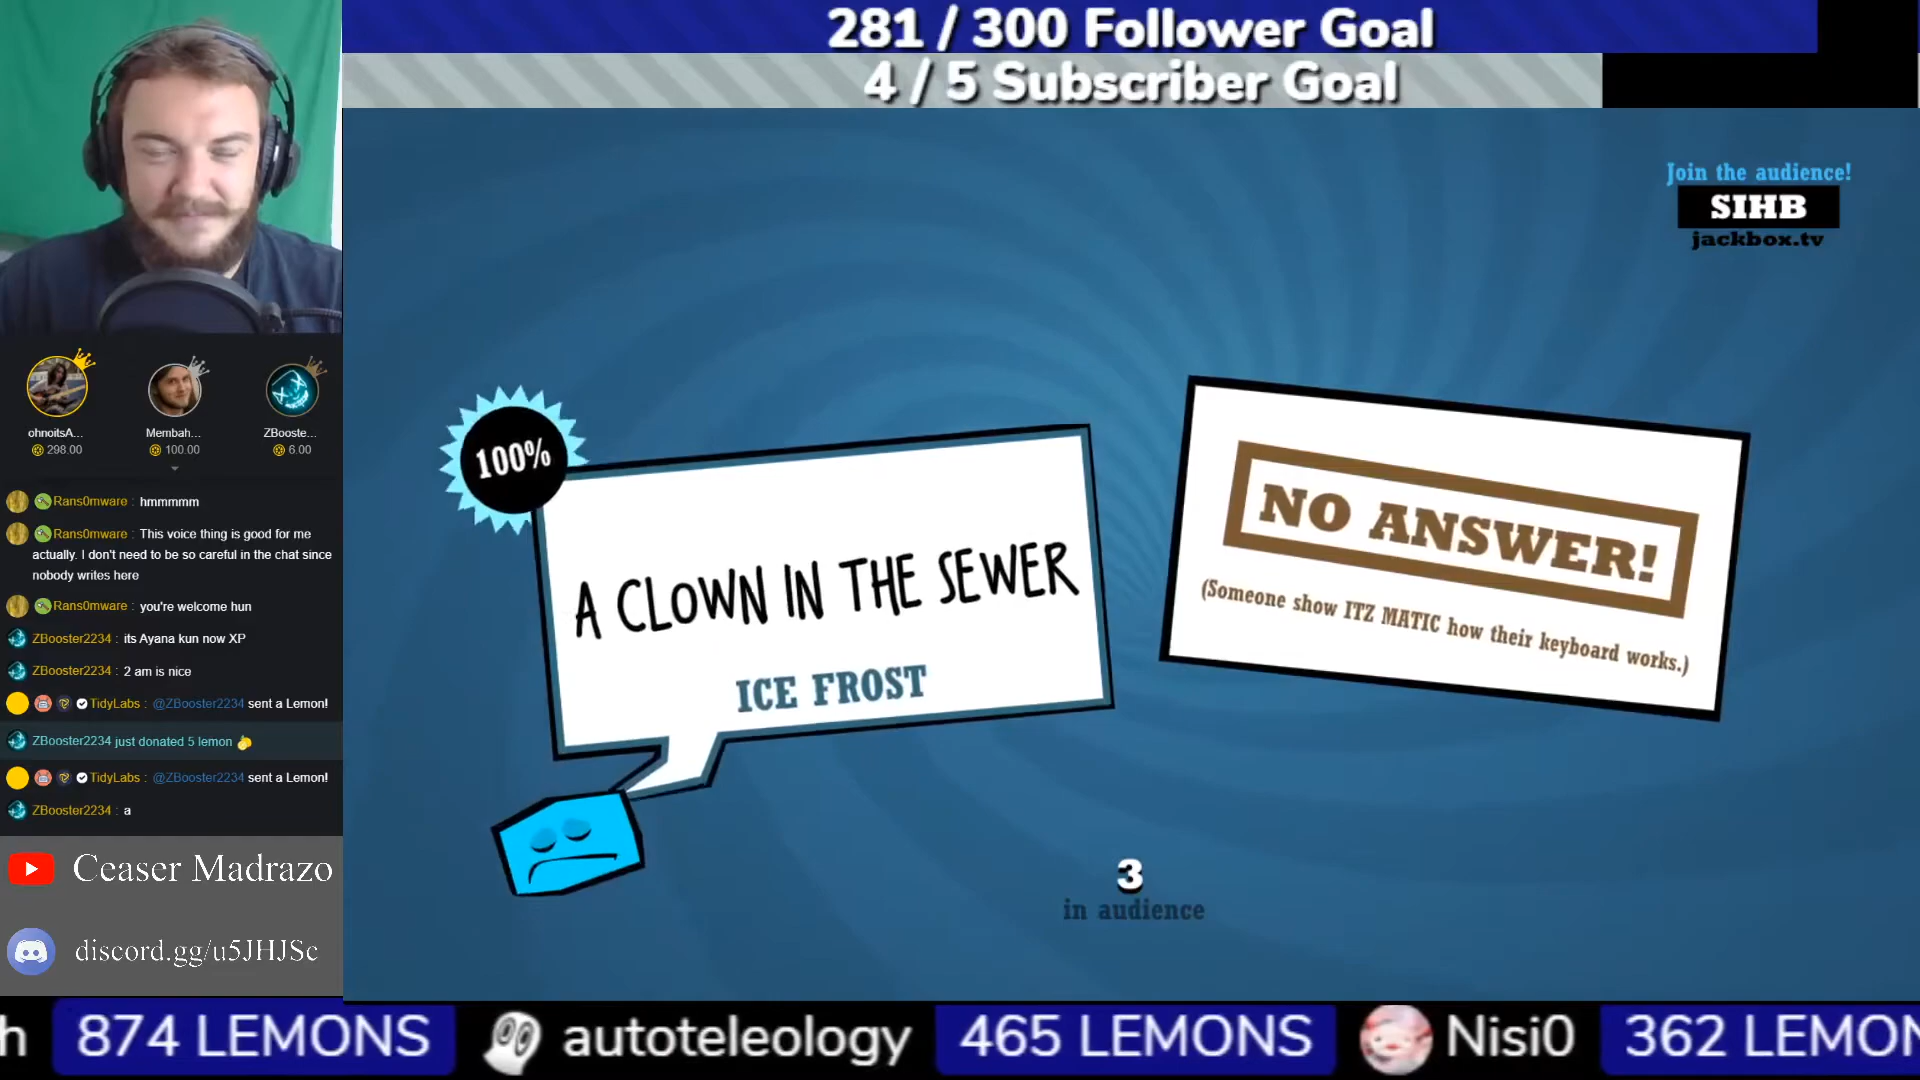 281 / 300 Follower Goal
4 / 5 Subscriber Goal
Join the audience!
SIHB
jackbox.tv
100%
A CLOWN IN THE SEWER
ICE FROST
NO ANSWER!
(Someone show ITZ MATIC how their keyboard works.)
3
in audience
ohnoitsA... Membah... ZBooste...
298.00 100.00 6.00
Rans0mware : hmmmmm
Rans0mware : This voice thing is good for me
actually. I don't need to be so careful in the chat since
nobody writes here
Rans0mware : you're welcome hun
ZBooster2234 : its Ayana kun now XP
ZBooster2234 : 2 am is nice
TidyLabs : @ZBooster2234 sent a Lemon!
ZBooster2234 just donated 5 lemon 🍋
TidyLabs : @ZBooster2234 sent a Lemon!
ZBooster2234 : a
Ceaser Madrazo
discord.gg/u5JHJSc
h 874 LEMONS autoteleology 465 LEMONS Nisi0 362 LEMON